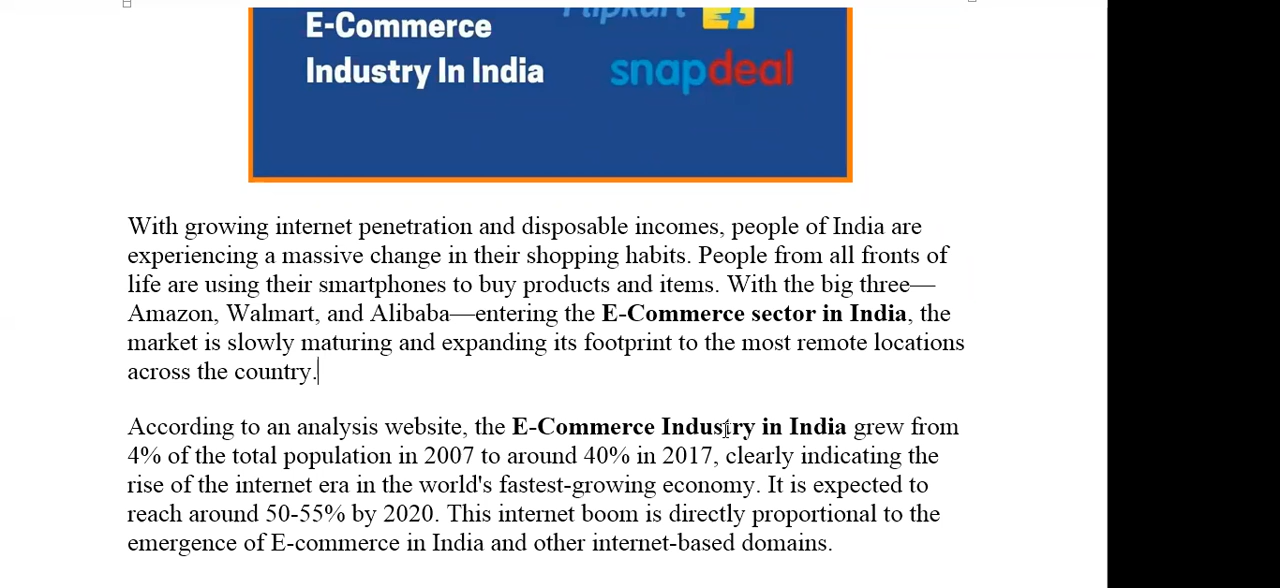 E-Commerce
Flipkart
Industry In India
snapdeal
With growing internet penetration and disposable incomes, people of India are
experiencing a massive change in their shopping habits. People from all fronts of
life are using their smartphones to buy products and items. With the big three—
Amazon, Walmart, and Alibaba—entering the E-Commerce sector in India, the
market is slowly maturing and expanding its footprint to the most remote locations
across the country.
According to an analysis website, the E-Commerce Industry in India grew from
4% of the total population in 2007 to around 40% in 2017, clearly indicating the
rise of the internet era in the world's fastest-growing economy. It is expected to
reach around 50-55% by 2020. This internet boom is directly proportional to the
emergence of E-commerce in India and other internet-based domains.